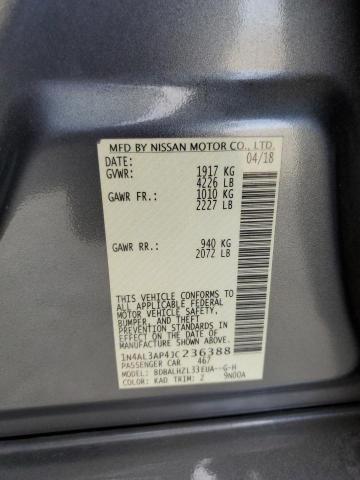 MFD BY NISSAN MOTOR CO., LTD.
DATE: 04/18
GVWR: 1917 KG
4226 LB
GAWR FR.: 1010 KG
2227 LB
GAWR RR.: 940 KG
2072 LB
THIS VEHICLE CONFORMS TO
ALL APPLICABLE FEDERAL
MOTOR VEHICLE SAFETY,
BUMPER, AND THEFT
PREVENTION STANDARDS IN
EFFECT ON THE DATE OF
MANUFACTURE SHOWN ABOVE.
1N4AL3AP4JC236388
PASSENGER CAR 467
MODEL: BDBALHZL33EUA--G-H
COLOR: KAD TRIM: Z 9N00A